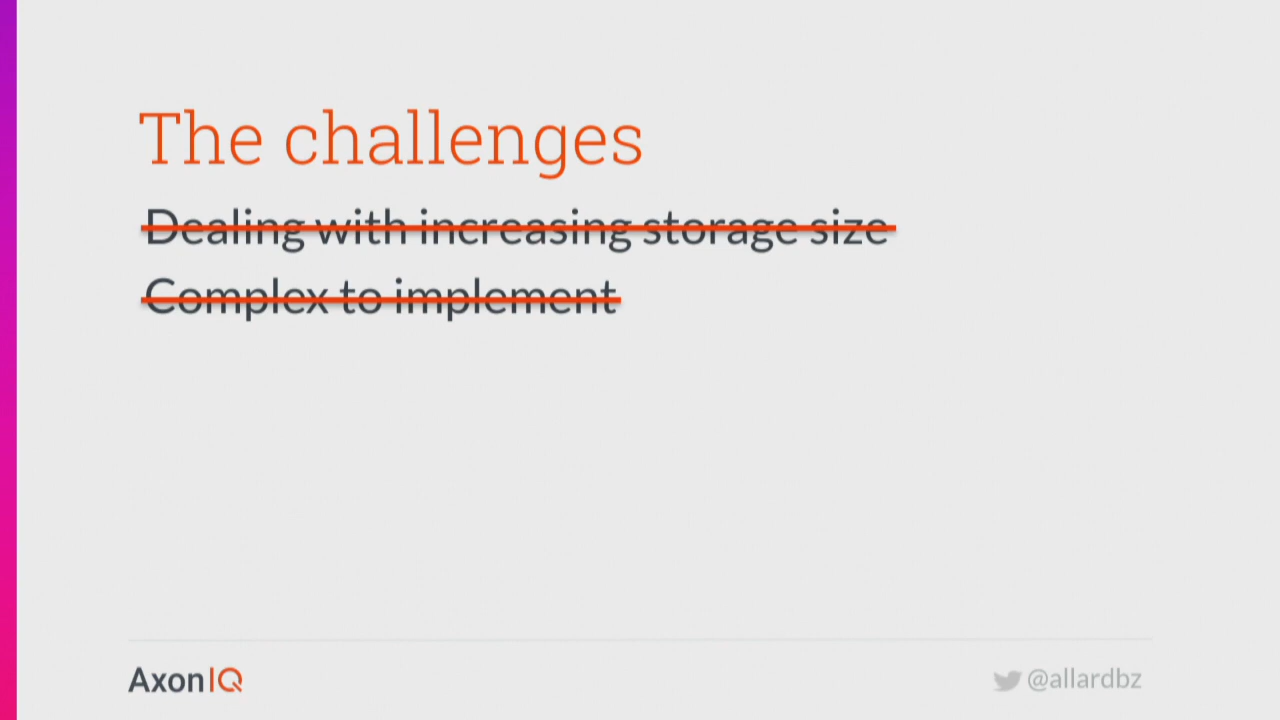 The challenges
Dealing with increasing storage size
Complex to implement
AxonIQ
@allardbz